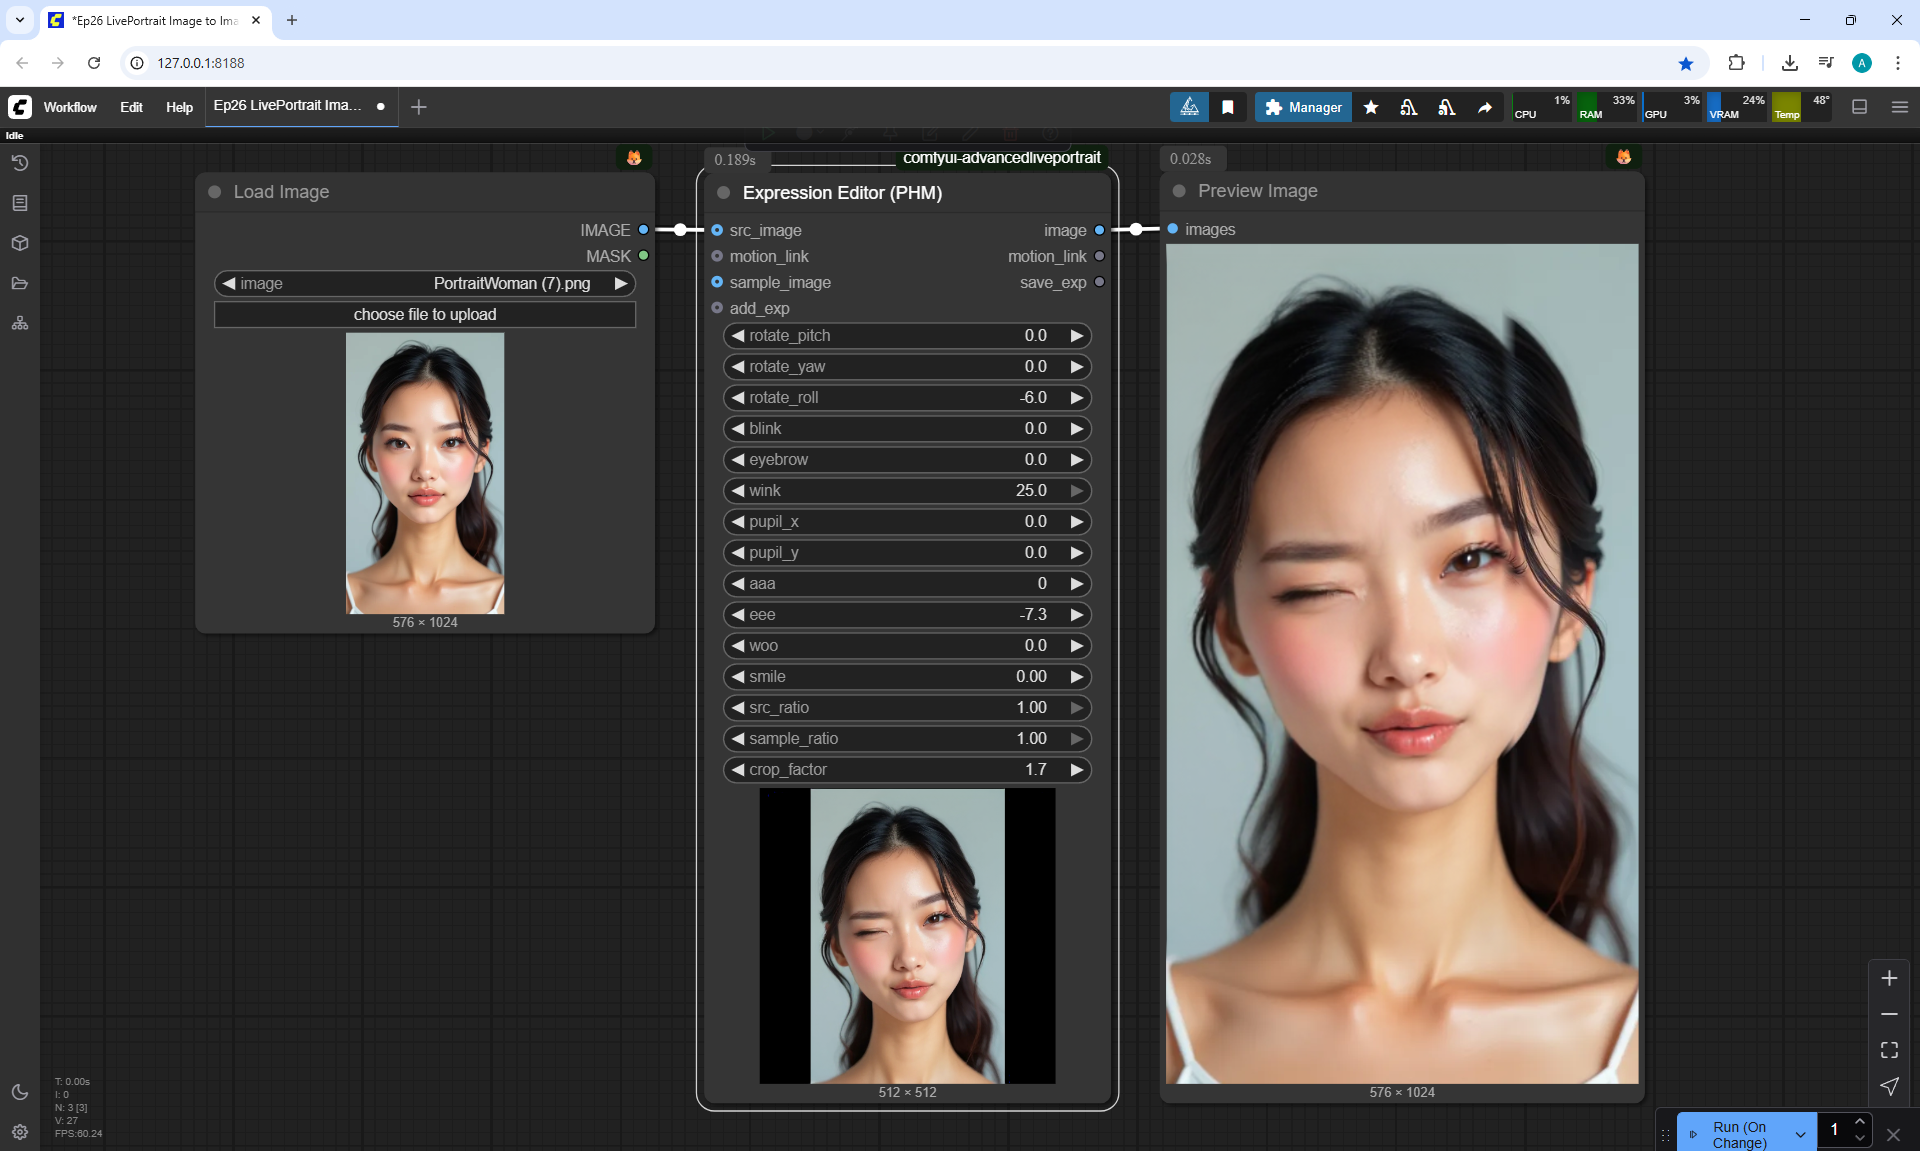 *Ep26 LivePortrait Image to Ima
127.0.0.1:8188
A
Workflow
Edit
Help
Ep26 LivePortrait Ima...
Manager
CPU 1%
RAM 33%
GPU 3%
VRAM 24%
Temp 48°
Idle
Load Image
IMAGE
MASK
image PortraitWoman (7).png
choose file to upload
576 × 1024
0.189s
comfyui-advancedliveportrait
Expression Editor (PHM)
src_image image
motion_link motion_link
sample_image save_exp
add_exp
rotate_pitch 0.0
rotate_yaw 0.0
rotate_roll -6.0
blink 0.0
eyebrow 0.0
wink 25.0
pupil_x 0.0
pupil_y 0.0
aaa 0
eee -7.3
woo 0.0
smile 0.00
src_ratio 1.00
sample_ratio 1.00
crop_factor 1.7
512 × 512
0.028s
Preview Image
images
576 × 1024
T: 0.00s
I: 0
N: 3 [3]
V: 27
FPS:60.24
Run (On
Change)
1